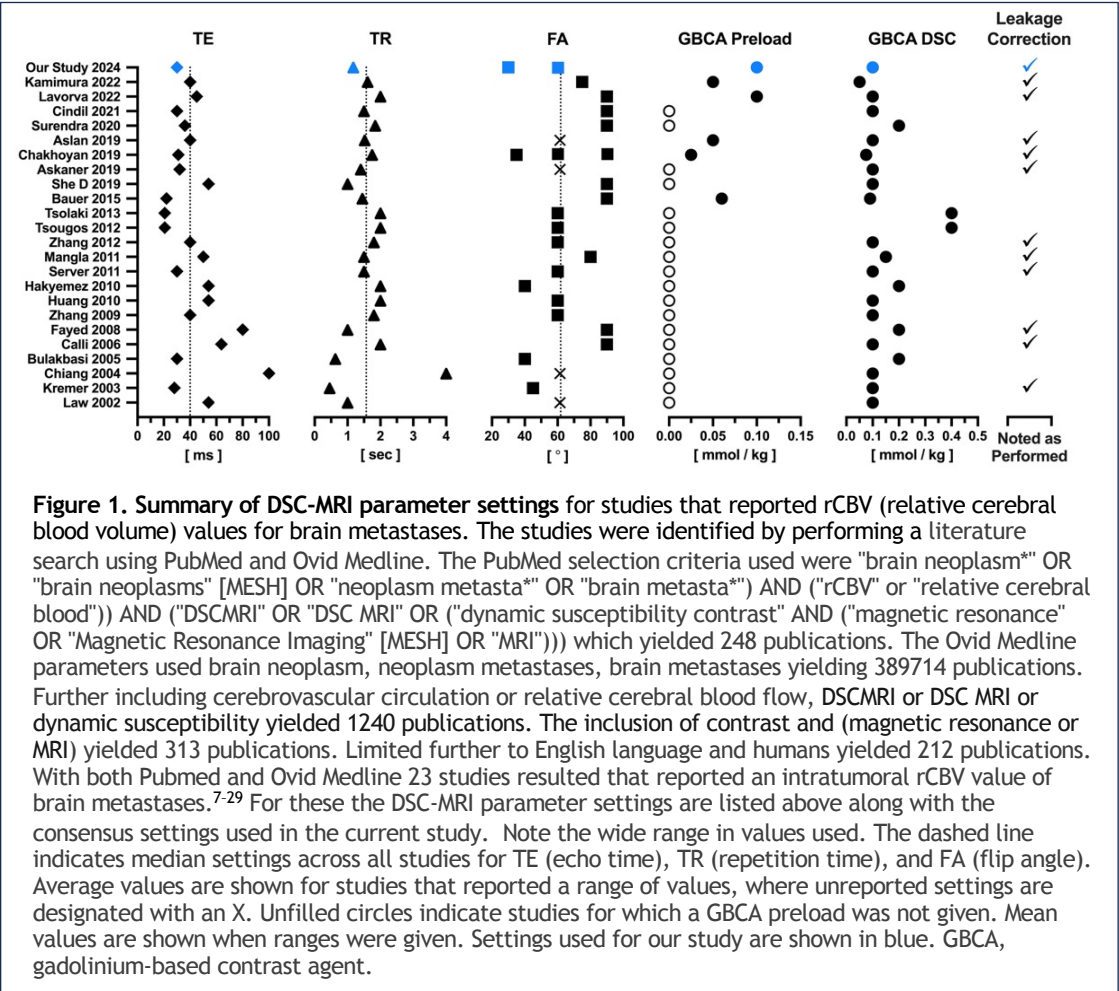 Leakage
TE TR FA GBCA Preload GBCA DSC Correction
Our Study 2024
Kamimura 2022
Lavorva 2022
Cindil 2021
Surendra 2020
Aslan 2019
Chakhoyan 2019
Askaner 2019
She D 2019
Bauer 2015
Tsolaki 2013
Tsougos 2012
Zhang 2012
Mangla 2011
Server 2011
Hakyemez 2010
Huang 2010
Zhang 2009
Fayed 2008
Calli 2006
Bulakbasi 2005
Chiang 2004
Kremer 2003
Law 2002
0 20 40 60 80 100 0 1 2 3 4 20 40 60 80 100 0.00 0.05 0.10 0.15 0.0 0.1 0.2 0.3 0.4 0.5 Noted as
[ ms ] [ sec ] [ ° ] [ mmol / kg ] [ mmol / kg ] Performed
Figure 1. Summary of DSC-MRI parameter settings for studies that reported rCBV (relative cerebral
blood volume) values for brain metastases. The studies were identified by performing a literature
search using PubMed and Ovid Medline. The PubMed selection criteria used were "brain neoplasm*" OR
"brain neoplasms" [MESH] OR "neoplasm metasta*" OR "brain metasta*") AND ("rCBV" or "relative cerebral
blood")) AND ("DSCMRI" OR "DSC MRI" OR ("dynamic susceptibility contrast" AND ("magnetic resonance"
OR "Magnetic Resonance Imaging" [MESH] OR "MRI"))) which yielded 248 publications. The Ovid Medline
parameters used brain neoplasm, neoplasm metastases, brain metastases yielding 389714 publications.
Further including cerebrovascular circulation or relative cerebral blood flow, DSCMRI or DSC MRI or
dynamic susceptibility yielded 1240 publications. The inclusion of contrast and (magnetic resonance or
MRI) yielded 313 publications. Limited further to English language and humans yielded 212 publications.
With both Pubmed and Ovid Medline 23 studies resulted that reported an intratumoral rCBV value of
brain metastases.7-29 For these the DSC-MRI parameter settings are listed above along with the
consensus settings used in the current study. Note the wide range in values used. The dashed line
indicates median settings across all studies for TE (echo time), TR (repetition time), and FA (flip angle).
Average values are shown for studies that reported a range of values, where unreported settings are
designated with an X. Unfilled circles indicate studies for which a GBCA preload was not given. Mean
values are shown when ranges were given. Settings used for our study are shown in blue. GBCA,
gadolinium-based contrast agent.